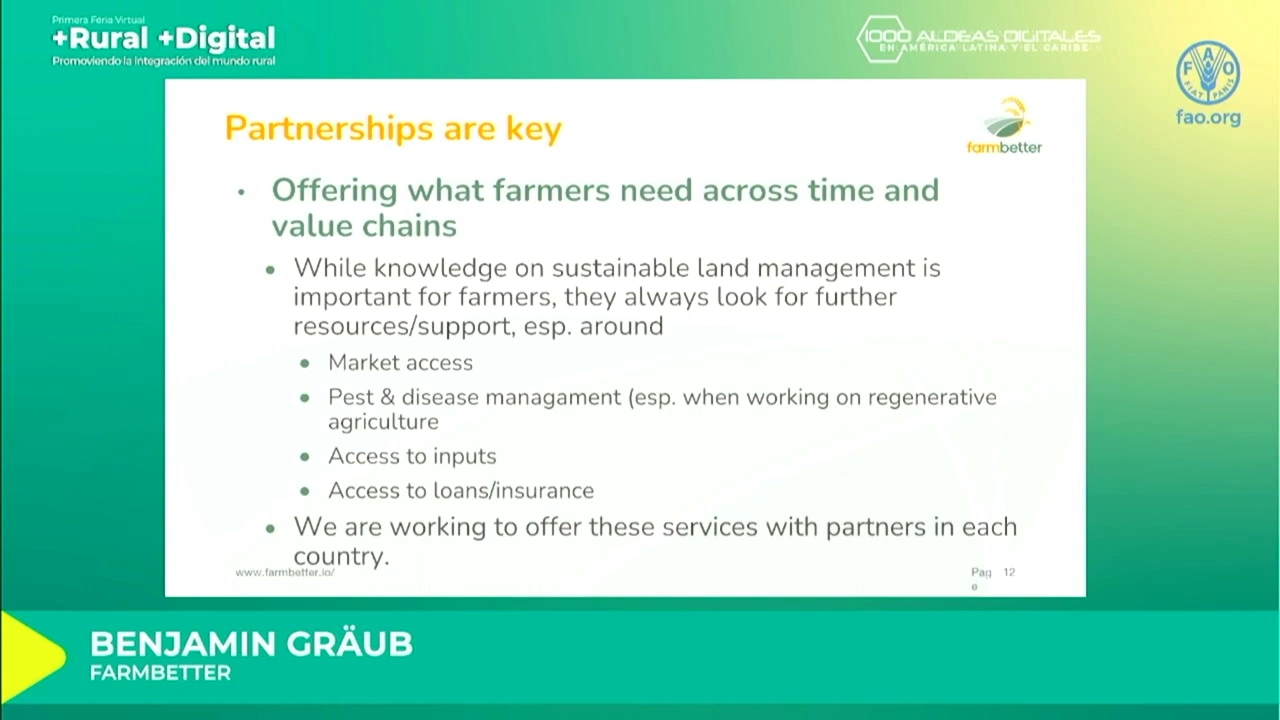 Primera Feria Virtual
+Rural +Digital
Promoviendo la integración del mundo rural
1000 ALDEAS DIGITALES
EN AMÉRICA LATINA Y EL CARIBE
FAO
FIAT PANIS
fao.org
Partnerships are key
farmbetter
• Offering what farmers need across time and
value chains
• While knowledge on sustainable land management is
important for farmers, they always look for further
resources/support, esp. around
• Market access
• Pest & disease managament (esp. when working on regenerative
agriculture
• Access to inputs
• Access to loans/insurance
• We are working to offer these services with partners in each
country.
www.farmbetter.io/
Pag 12
e
BENJAMIN GRÄUB
FARMBETTER